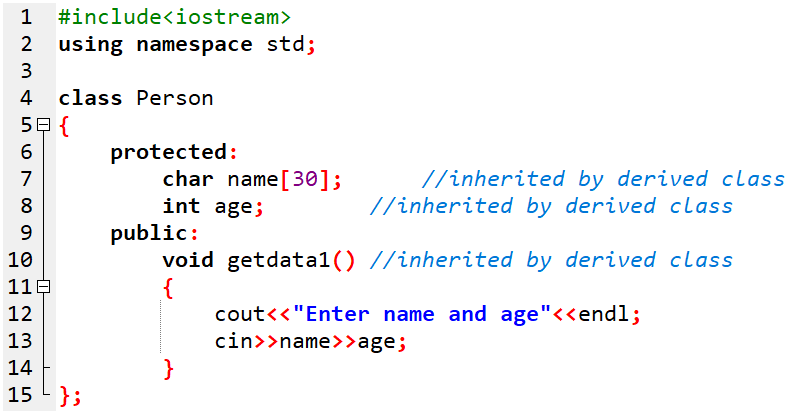 1 #include<iostream>
2 using namespace std;
3
4 class Person
5 {
6 protected:
7 char name[30]; //inherited by derived class
8 int age; //inherited by derived class
9 public:
10 void getdata1() //inherited by derived class
11 {
12 cout<<"Enter name and age"<<endl;
13 cin>>name>>age;
14 }
15 };